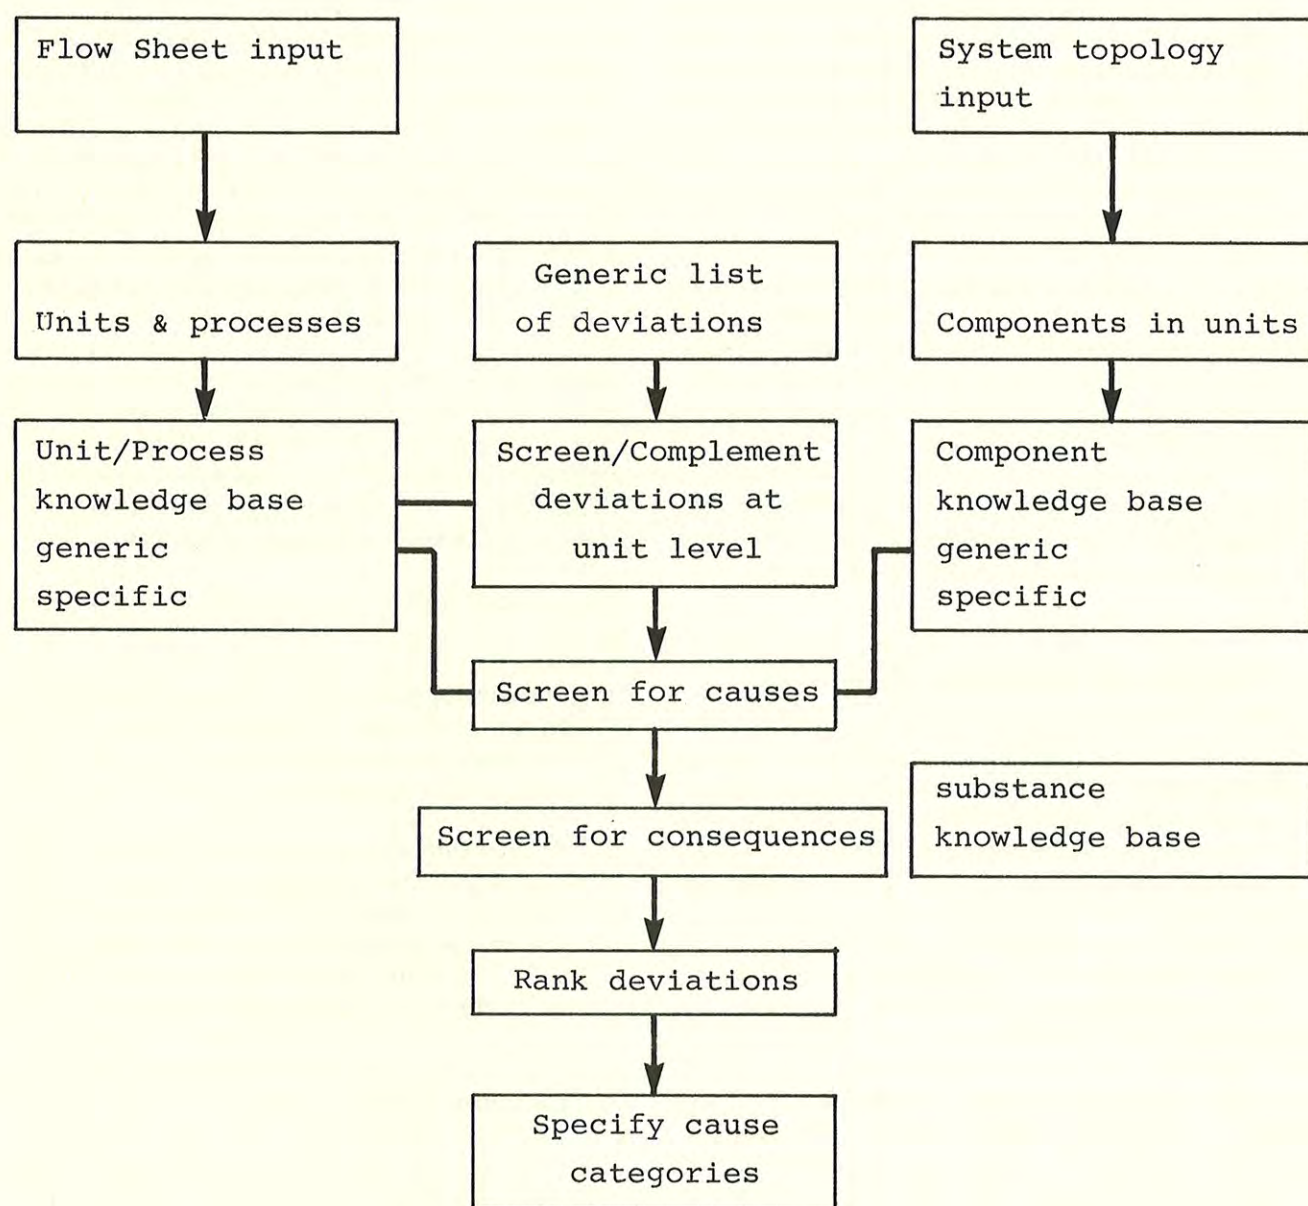 Flow Sheet input
System topology
input
Units & processes
Generic list
of deviations
Components in units
Unit/Process
knowledge base
generic
specific
Screen/Complement
deviations at
unit level
Component
knowledge base
generic
specific
Screen for causes
Screen for consequences
substance
knowledge base
Rank deviations
Specify cause
categories